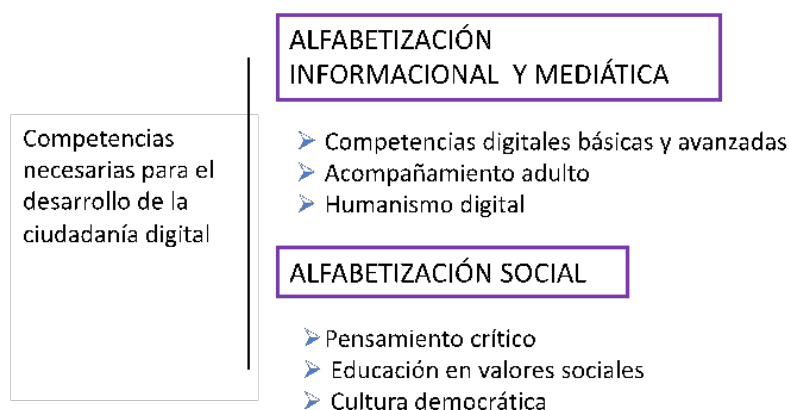 Competencias
necesarias para el
desarrollo de la
ciudadanía digital
ALFABETIZACIÓN
INFORMACIONAL Y MEDIÁTICA
Competencias digitales básicas y avanzadas
Acompañamiento adulto
Humanismo digital
ALFABETIZACIÓN SOCIAL
Pensamiento crítico
Educación en valores sociales
Cultura democrática